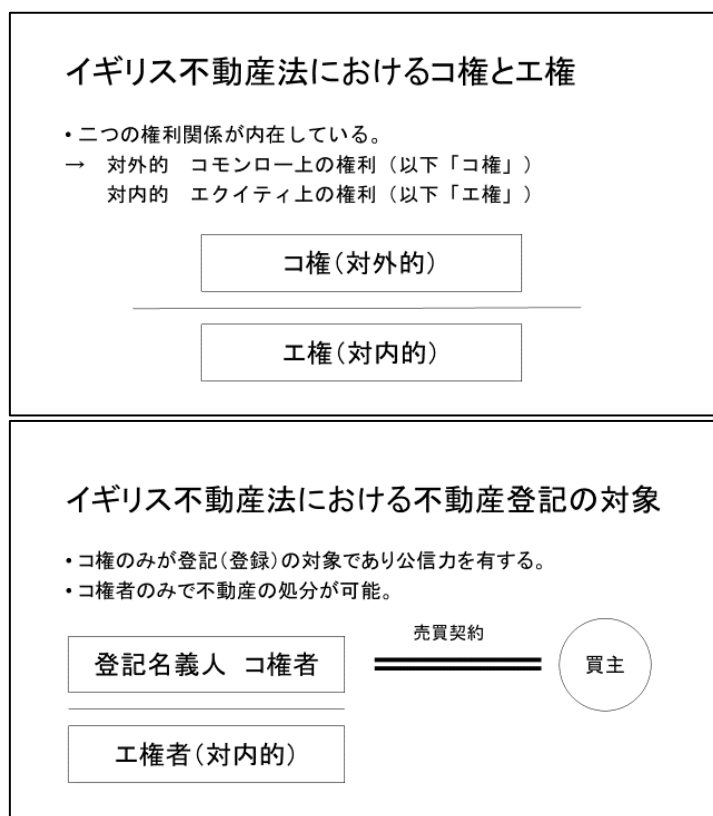 イギリス不動産法におけるコ権とエ権
• 二つの権利関係が内在している。
→　対外的　コモンロー上の権利（以下「コ権」）
対内的　エクイティ上の権利（以下「エ権」）
コ権（対外的）
エ権（対内的）
イギリス不動産法における不動産登記の対象
• コ権のみが登記（登録）の対象であり公信力を有する。
• コ権者のみで不動産の処分が可能。
売買契約
登記名義人　コ権者
買主
エ権者（対内的）